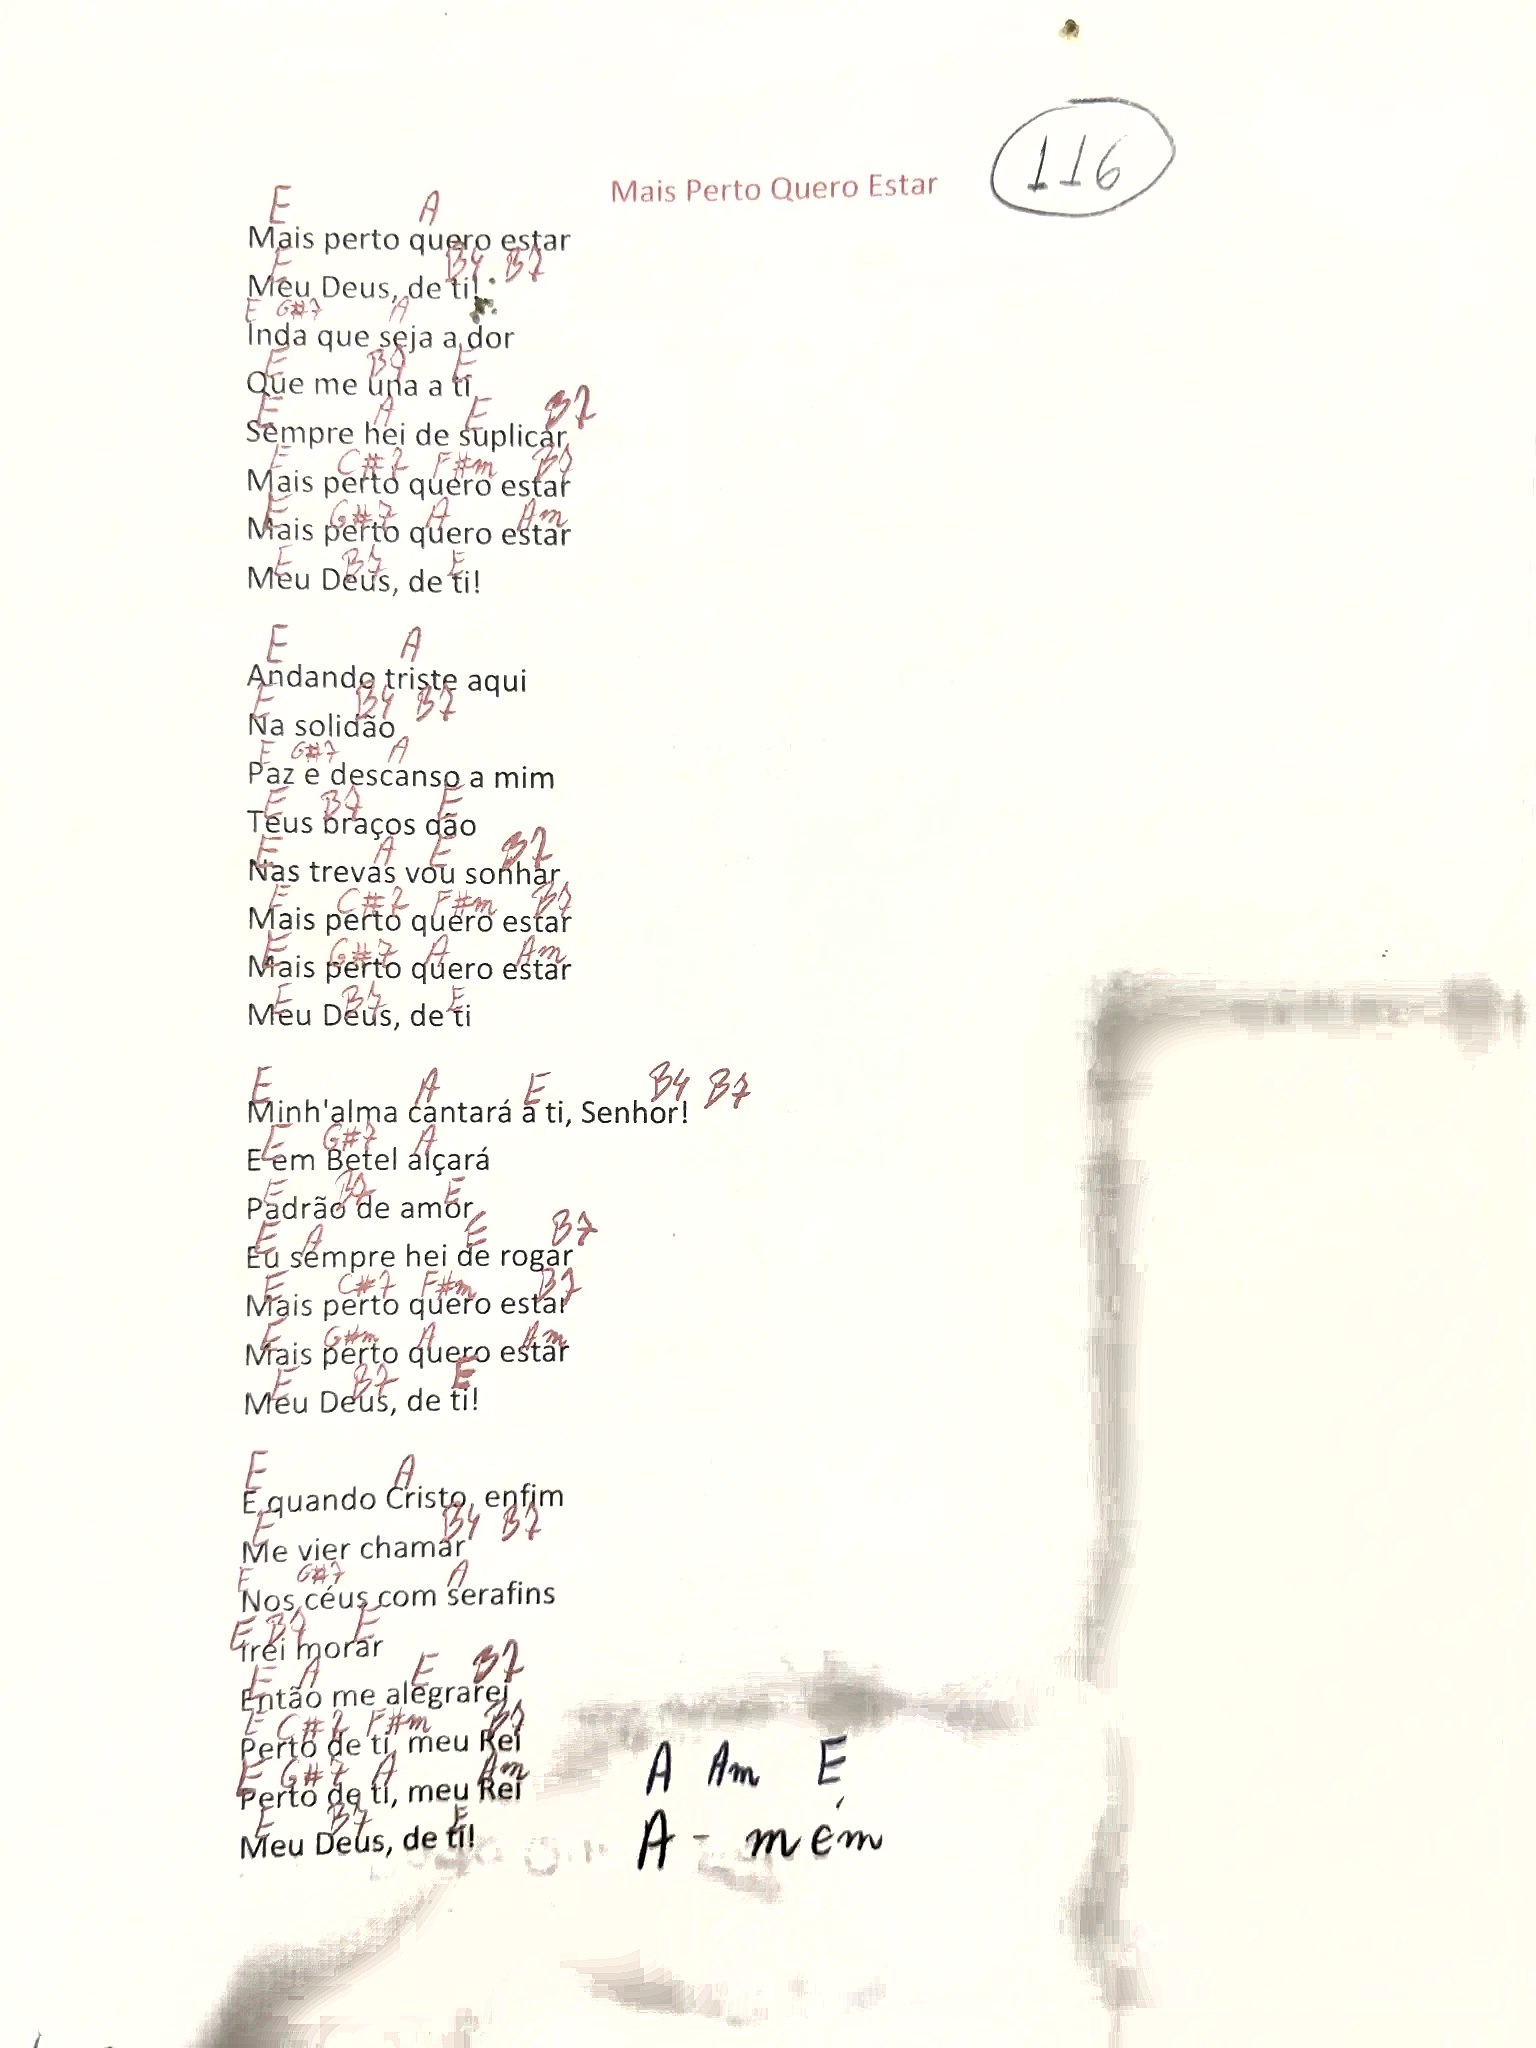 116
Mais Perto Quero Estar
E A
Mais perto quero estar
E B4 B7
Meu Deus, de ti!
E G#7 A
Inda que seja a dor
E B7 E
Que me una a ti
E A E B7
Sempre hei de suplicar
E C#7 F#m B7
Mais perto quero estar
E G#7 A Am
Mais perto quero estar
E B7 E
Meu Deus, de ti!
E A
Andando triste aqui
E B4 B7
Na solidão
E G#7 A
Paz e descanso a mim
E B7 E
Teus braços dão
E A E B7
Nas trevas vou sonhar
E C#7 F#m B7
Mais perto quero estar
E G#7 A Am
Mais perto quero estar
E B7 E
Meu Deus, de ti
E A E B4 B7
Minh'alma cantará a ti, Senhor!
E G#7 A
E em Betel alçará
E B7 E
Padrão de amor
E A E B7
Eu sempre hei de rogar
E C#7 F#m B7
Mais perto quero estar
E G#m A Am
Mais perto quero estar
E B7 E
Meu Deus, de ti!
E A
E quando Cristo, enfim
E B4 B7
Me vier chamar
E G#7 A
Nos céus com serafins
E B7 E
Irei morar
E A E B7
Então me alegrarei
E C#7 F#m B7
Perto de ti, meu Rei
E G#7 A Am
Perto de ti, meu Rei
E B7 E
Meu Deus, de ti!
A Am E
A - mém